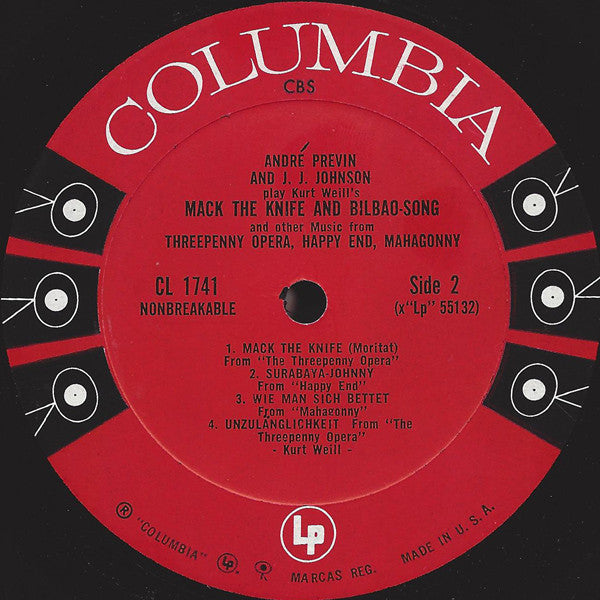 COLUMBIA
CBS
ANDRÉ PREVIN
AND J. J. JOHNSON
play Kurt Weill's
MACK THE KNIFE AND BILBAO-SONG
and other Music from
THREEPENNY OPERA, HAPPY END, MAHAGONNY
CL 1741
NONBREAKABLE
Side 2
(x"Lp" 55132)
1. MACK THE KNIFE (Moritat)
From "The Threepenny Opera"
2. SURABAYA-JOHNNY
From "Happy End"
3. WIE MAN SICH BETTET
From "Mahagonny"
4. UNZULÄNGLICHKEIT From "The
Threepenny Opera"
- Kurt Weill -
Lp
® "COLUMBIA" Lp MARCAS REG. MADE IN U. S. A.